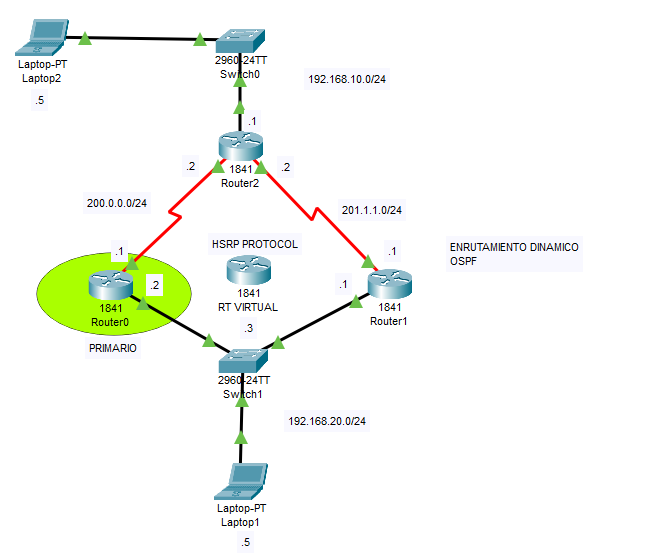 Laptop-PT
Laptop2
.5
2960-24TT
Switch0
192.168.10.0/24
.1
1841
Router2
.2
.2
200.0.0.0/24
201.1.1.0/24
.1
.2
1841
Router0
PRIMARIO
HSRP PROTOCOL
1841
RT VIRTUAL
.3
.1
.1
1841
Router1
ENRUTAMIENTO DINAMICO
OSPF
2960-24TT
Switch1
192.168.20.0/24
Laptop-PT
Laptop1
.5